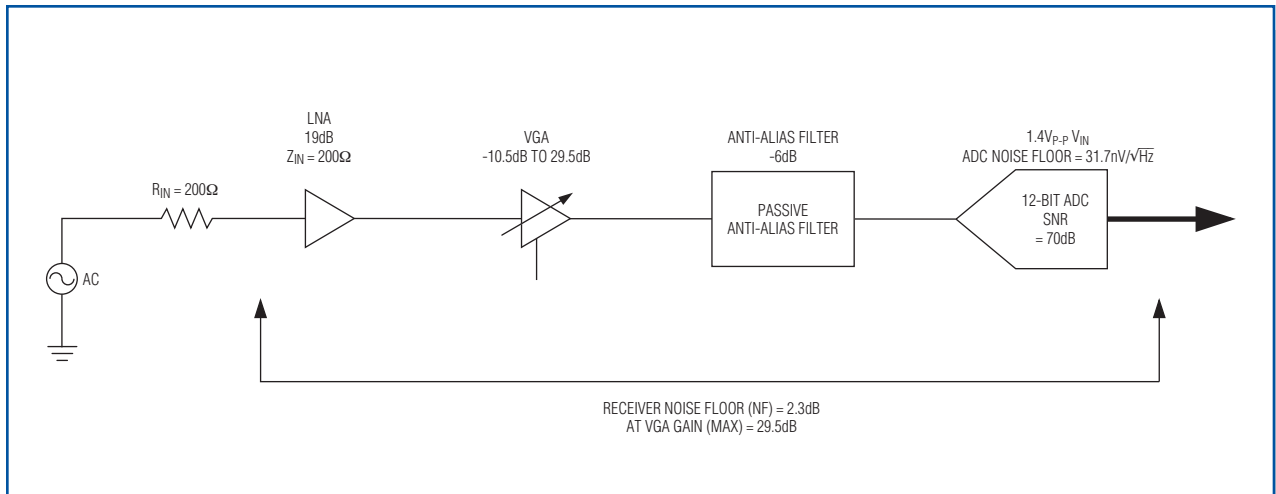 LNA
19dB
Z_IN = 200Ω
R_IN = 200Ω
AC
VGA
-10.5dB TO 29.5dB
ANTI-ALIAS FILTER
-6dB
PASSIVE
ANTI-ALIAS FILTER
1.4V_P-P V_IN
ADC NOISE FLOOR = 31.7nV/√Hz
12-BIT ADC
SNR
= 70dB
RECEIVER NOISE FLOOR (NF) = 2.3dB
AT VGA GAIN (MAX) = 29.5dB